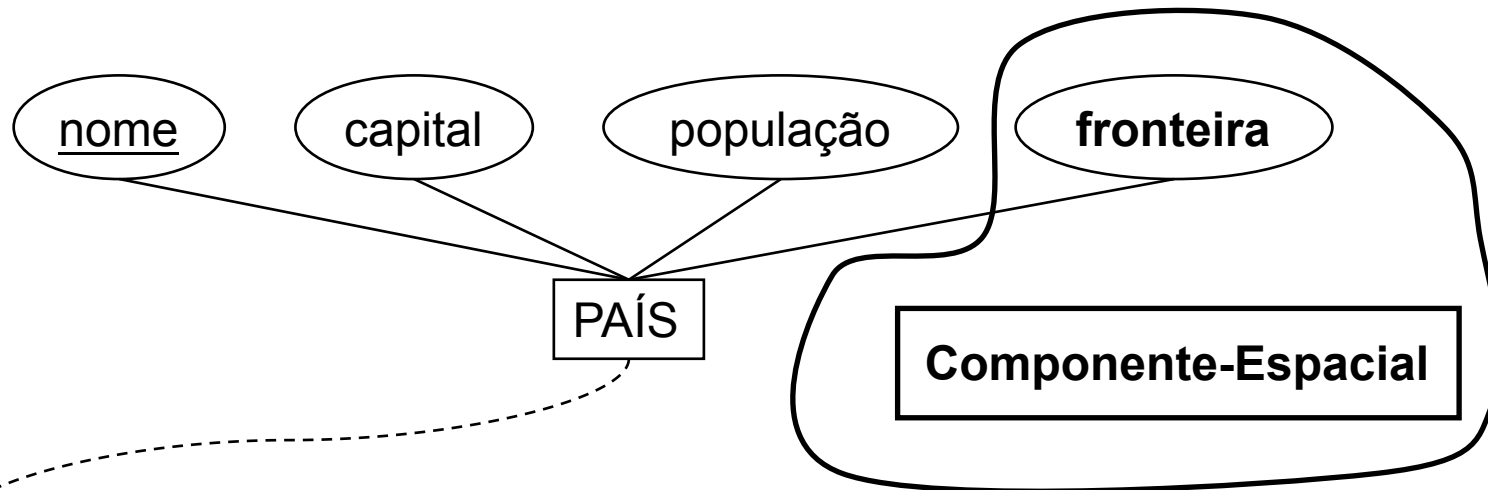 nome
capital
população
fronteira
PAÍS
Componente-Espacial